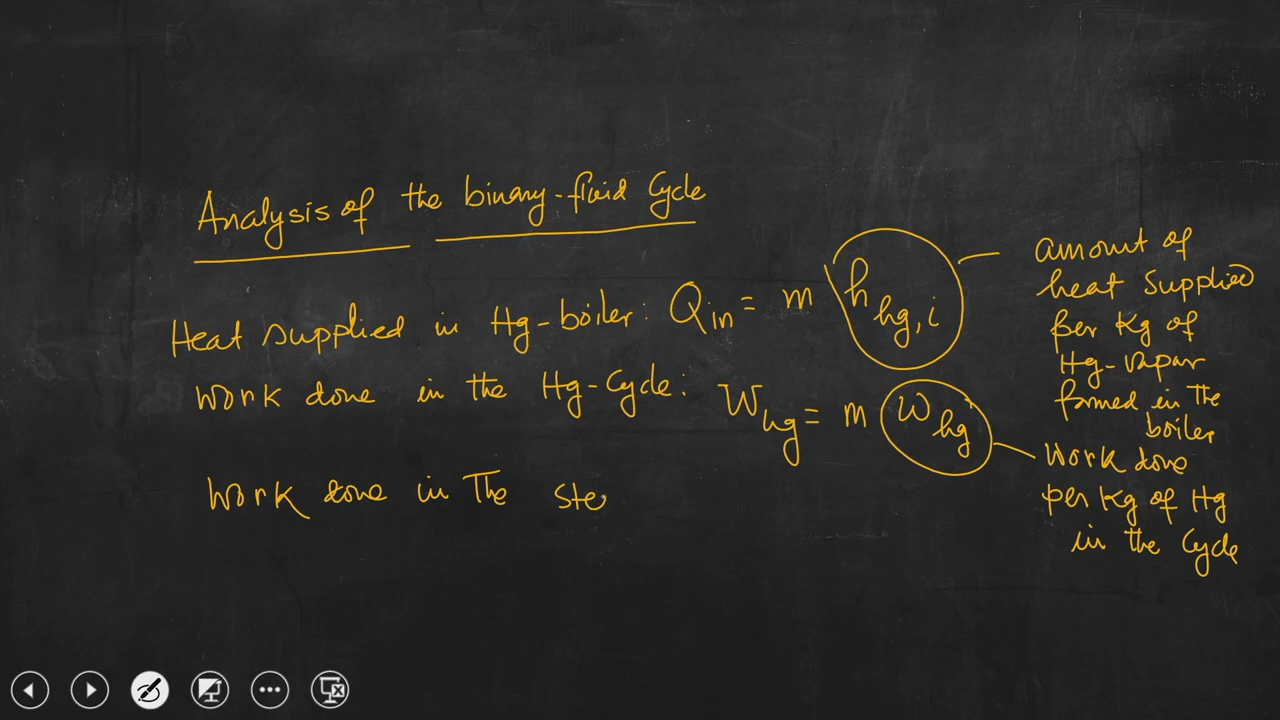 Analysis of the binary-fluid Cycle
Heat supplied in Hg-boiler: Qin = m hhg,i
Work done in the Hg-Cycle: Whg = m whg
Work done in The Ste
amount of
heat Supplied
per Kg of
Hg-vapar
formed in The
boiler
Work done
per Kg of Hg
in the Cycle